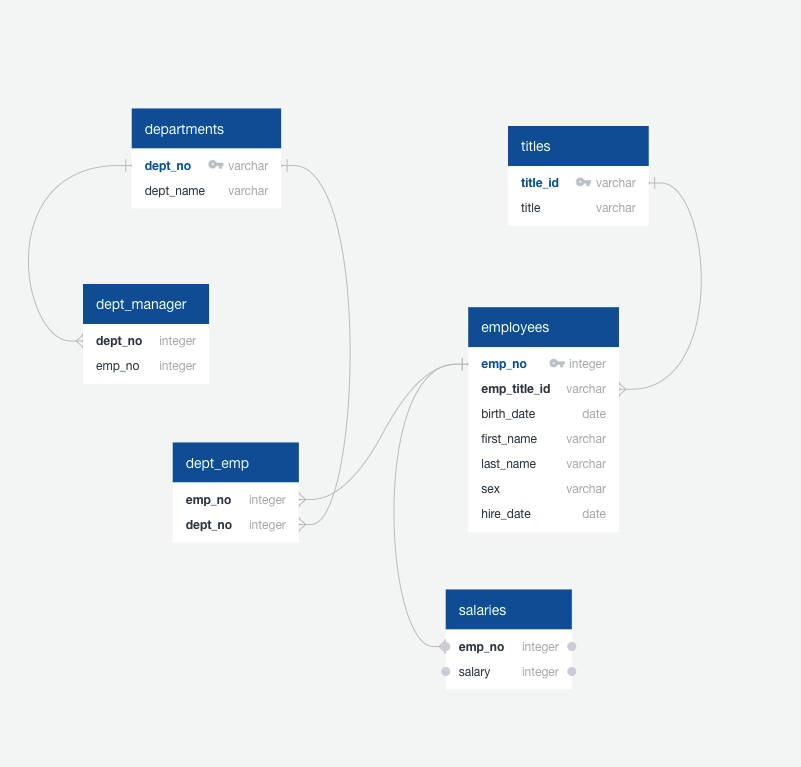 departments
dept_no varchar
dept_name varchar
titles
title_id varchar
title varchar
dept_manager
dept_no integer
emp_no integer
employees
emp_no integer
emp_title_id varchar
birth_date date
first_name varchar
last_name varchar
sex varchar
hire_date date
dept_emp
emp_no integer
dept_no integer
salaries
emp_no integer
salary integer